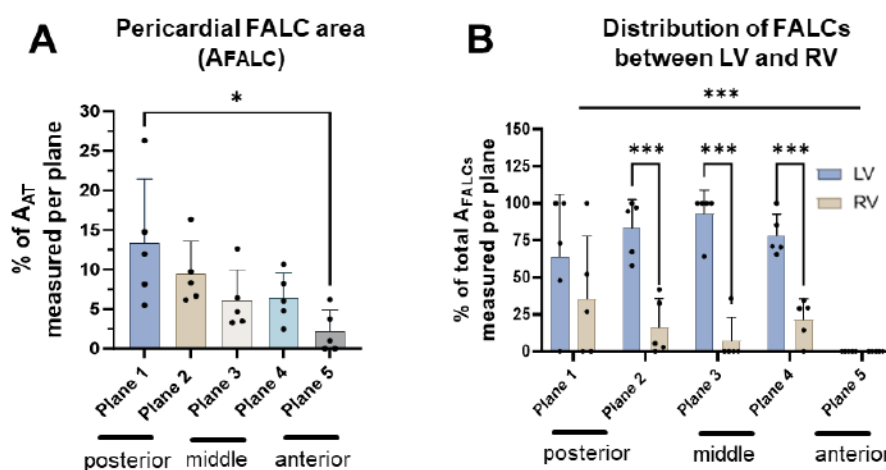 A
Pericardial FALC area
(AFALC)
*
% of AAT
measured per plane
30
25
20
15
10
5
0
Plane 1
Plane 2
Plane 3
Plane 4
Plane 5
posterior
middle
anterior
B
Distribution of FALCs
between LV and RV
***
*** *** ***
% of total AFALCs
measured per plane
150
125
100
75
50
25
0
LV
RV
Plane 1
Plane 2
Plane 3
Plane 4
Plane 5
posterior
middle
anterior